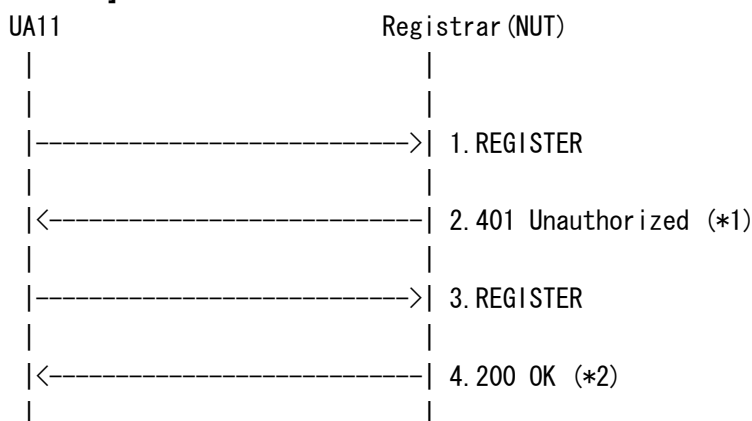 UA11 Registrar(NUT)
1.REGISTER
2.401 Unauthorized (*1)
3.REGISTER
4.200 OK (*2)